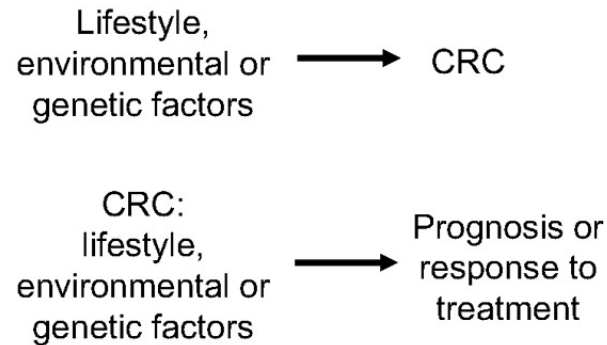 Lifestyle,
environmental or
genetic factors
CRC
CRC:
lifestyle,
environmental or
genetic factors
Prognosis or
response to
treatment